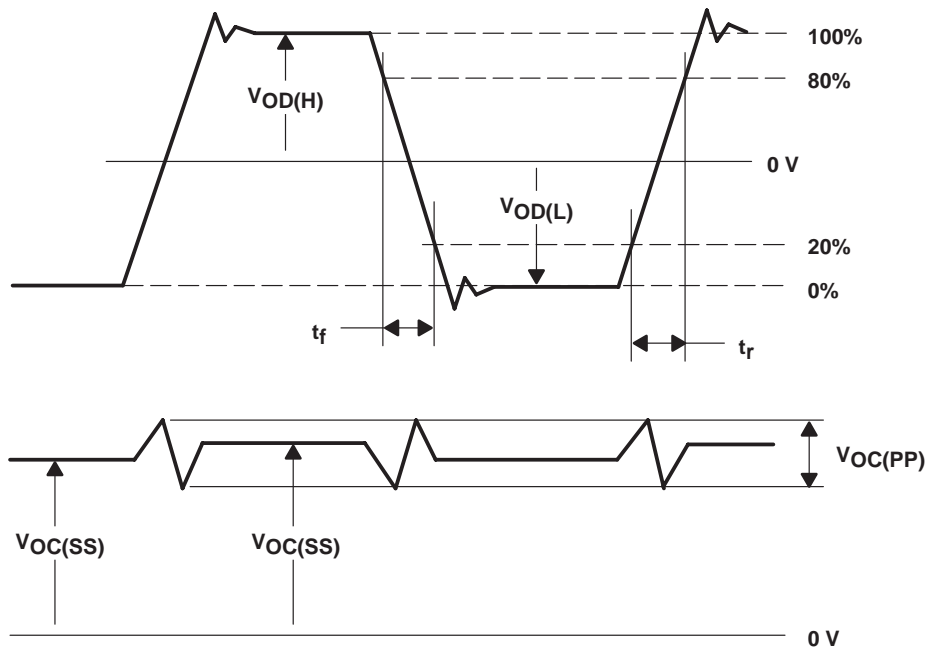 100%
80%
VOD(H)
0 V
VOD(L)
20%
0%
tf
tr
VOC(PP)
VOC(SS)
VOC(SS)
0 V